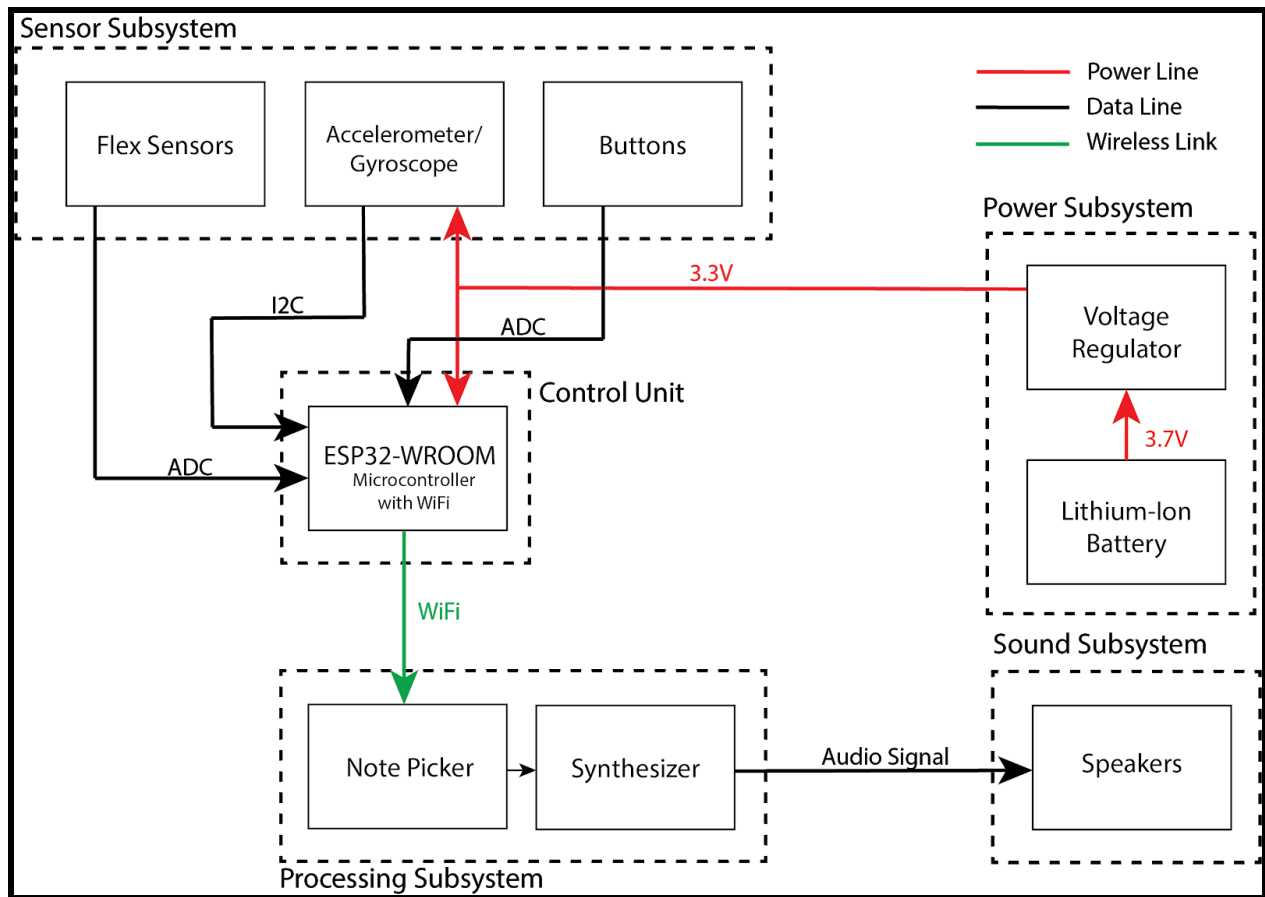 Sensor Subsystem
Flex Sensors
Accelerometer/
Gyroscope
Buttons
Power Line
Data Line
Wireless Link
Power Subsystem
3.3V
Voltage
Regulator
3.7V
Lithium-Ion
Battery
I2C
ADC
ADC
Control Unit
ESP32-WROOM
Microcontroller
with WiFi
WiFi
Sound Subsystem
Note Picker
Synthesizer
Audio Signal
Speakers
Processing Subsystem